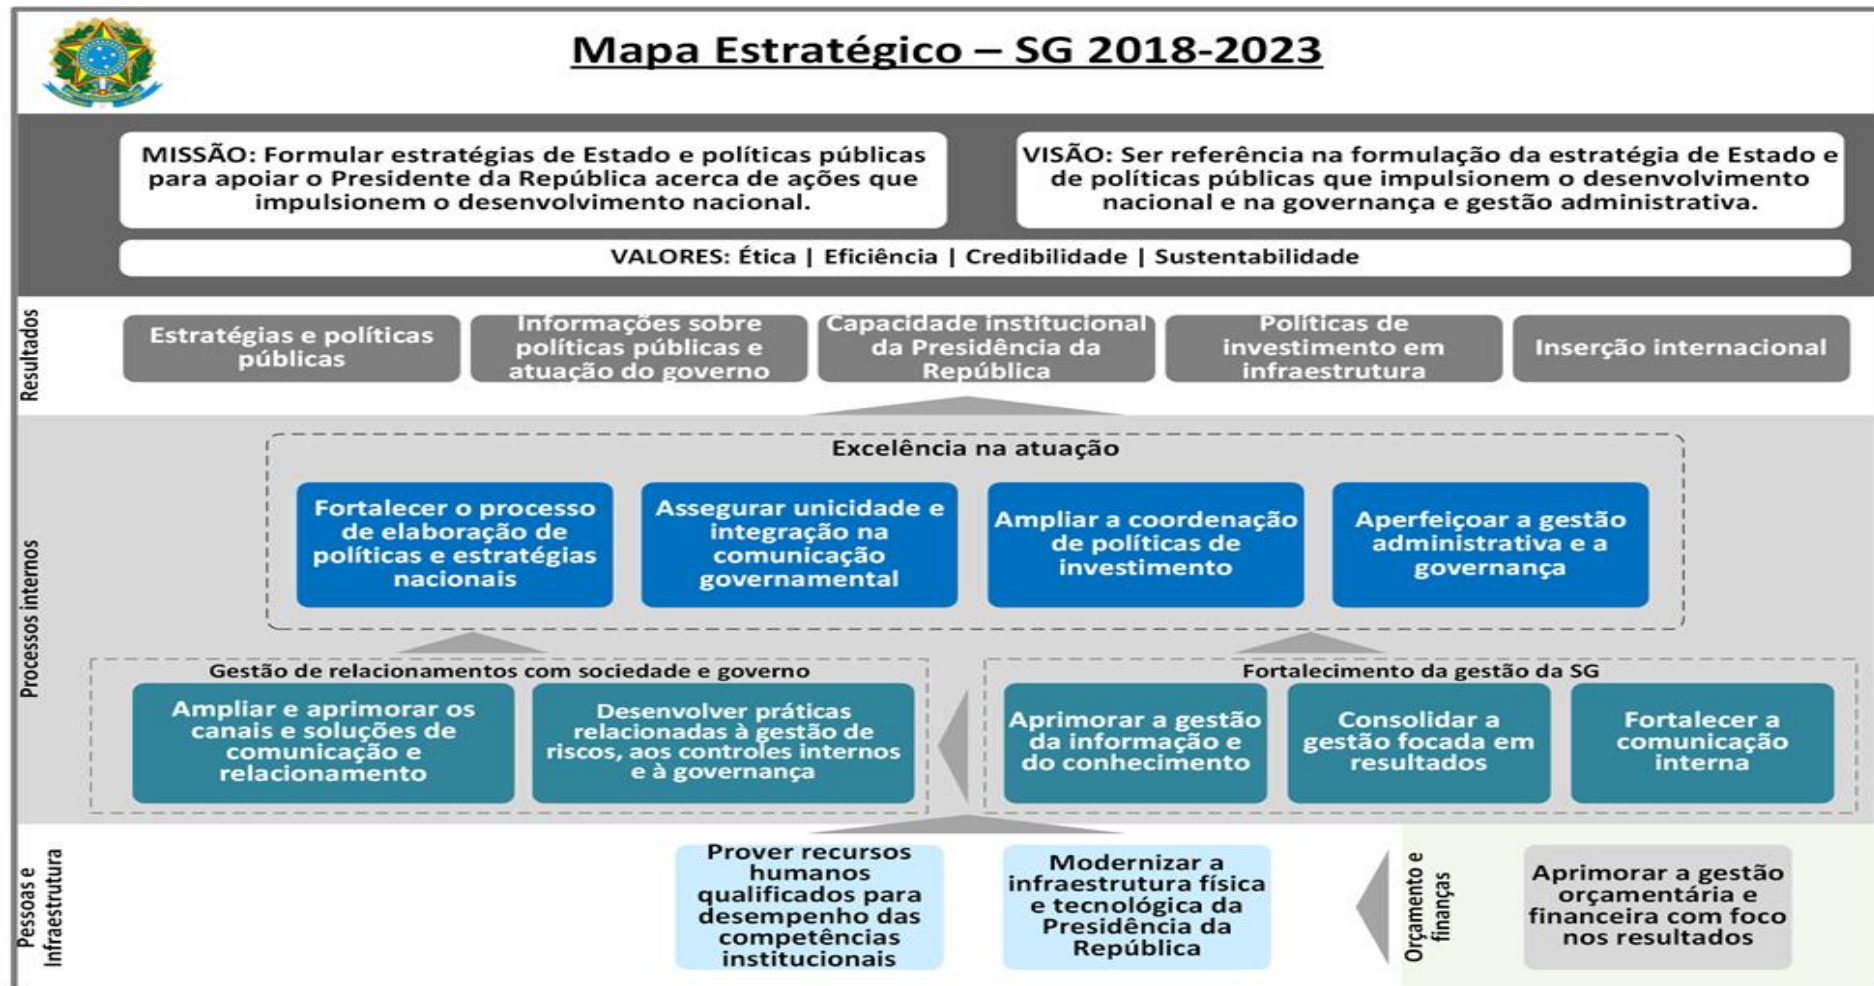 Mapa Estratégico – SG 2018-2023
MISSÃO: Formular estratégias de Estado e políticas públicas
para apoiar o Presidente da República acerca de ações que
impulsionem o desenvolvimento nacional.
VISÃO: Ser referência na formulação da estratégia de Estado e
de políticas públicas que impulsionem o desenvolvimento
nacional e na governança e gestão administrativa.
VALORES: Ética | Eficiência | Credibilidade | Sustentabilidade
Resultados
Estratégias e políticas
públicas
Informações sobre
políticas públicas e
atuação do governo
Capacidade institucional
da Presidência da
República
Políticas de
investimento em
infraestrutura
Inserção internacional
Processos internos
Excelência na atuação
Fortalecer o processo
de elaboração de
políticas e estratégias
nacionais
Assegurar unicidade e
integração na
comunicação
governamental
Ampliar a coordenação
de políticas de
investimento
Aperfeiçoar a gestão
administrativa e a
governança
Gestão de relacionamentos com sociedade e governo
Ampliar e aprimorar os
canais e soluções de
comunicação e
relacionamento
Desenvolver práticas
relacionadas à gestão de
riscos, aos controles internos
e à governança
Fortalecimento da gestão da SG
Aprimorar a gestão
da informação e
do conhecimento
Consolidar a
gestão focada em
resultados
Fortalecer a
comunicação
interna
Pessoas e
Infraestrutura
Prover recursos
humanos
qualificados para
desempenho das
competências
institucionais
Modernizar a
infraestrutura física
e tecnológica da
Presidência da
República
Orçamento e
finanças
Aprimorar a gestão
orçamentária e
financeira com foco
nos resultados